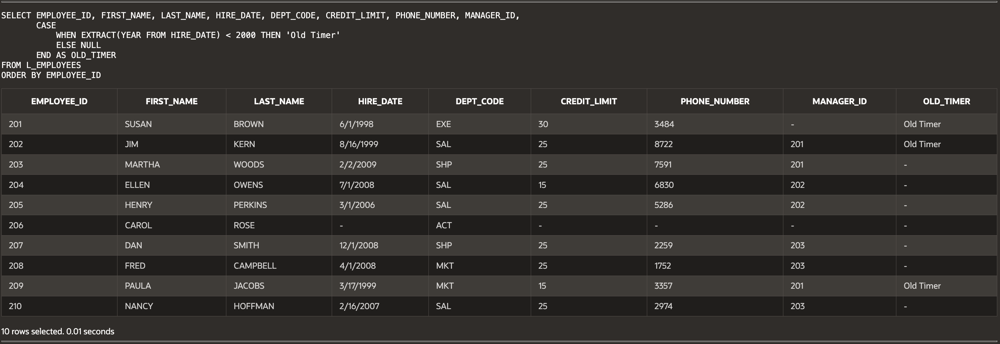 SELECT EMPLOYEE_ID, FIRST_NAME, LAST_NAME, HIRE_DATE, DEPT_CODE, CREDIT_LIMIT, PHONE_NUMBER, MANAGER_ID,
CASE
WHEN EXTRACT(YEAR FROM HIRE_DATE) < 2000 THEN 'Old Timer'
ELSE NULL
END AS OLD_TIMER
FROM L_EMPLOYEES
ORDER BY EMPLOYEE_ID
EMPLOYEE_ID FIRST_NAME LAST_NAME HIRE_DATE DEPT_CODE CREDIT_LIMIT PHONE_NUMBER MANAGER_ID OLD_TIMER
201 SUSAN BROWN 6/1/1998 EXE 30 3484 - Old Timer
202 JIM KERN 8/16/1999 SAL 25 8722 201 Old Timer
203 MARTHA WOODS 2/2/2009 SHP 25 7591 201 -
204 ELLEN OWENS 7/1/2008 SAL 15 6830 202 -
205 HENRY PERKINS 3/1/2006 SAL 25 5286 202 -
206 CAROL ROSE - ACT - - - -
207 DAN SMITH 12/1/2008 SHP 25 2259 203 -
208 FRED CAMPBELL 4/1/2008 MKT 25 1752 203 -
209 PAULA JACOBS 3/17/1999 MKT 15 3357 201 Old Timer
210 NANCY HOFFMAN 2/16/2007 SAL 25 2974 203 -
10 rows selected. 0.01 seconds